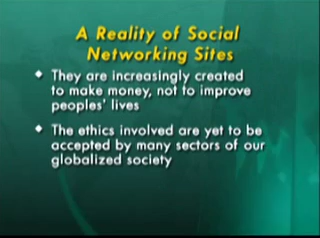 A Reality of Social
Networking Sites
◆ They are increasingly created
to make money, not to improve
peoples' lives
◆ The ethics involved are yet to be
accepted by many sectors of our
globalized society